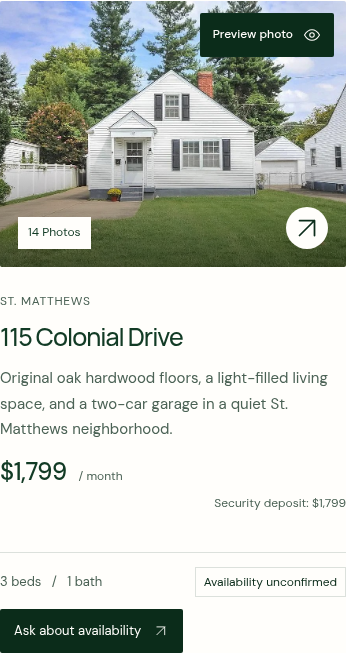 Preview photo
14 Photos
ST. MATTHEWS
115 Colonial Drive
Original oak hardwood floors, a light-filled living
space, and a two-car garage in a quiet St.
Matthews neighborhood.
$1,799 / month
Security deposit: $1,799
3 beds / 1 bath
Availability unconfirmed
Ask about availability